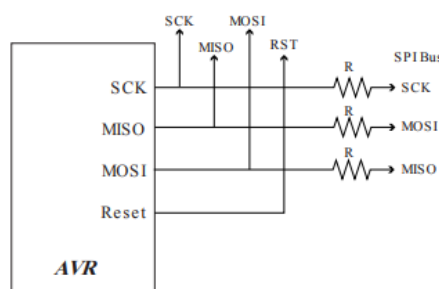 SCK
MOSI
MISO
RST
SPI Bus
SCK
R
SCK
MISO
R
MOSI
MOSI
R
MISO
Reset
AVR